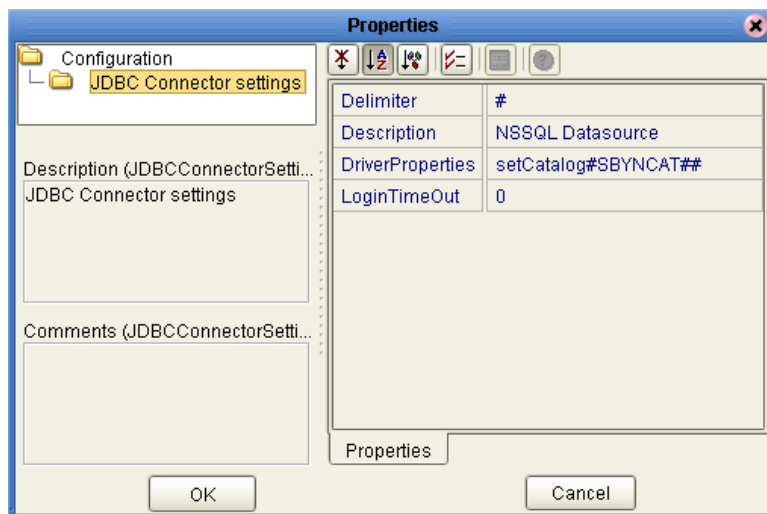 Properties
Configuration
JDBC Connector settings
Description (JDBCConnectorSetti...
JDBC Connector settings
Comments (JDBCConnectorSetti...
Delimiter #
Description NSSQL Datasource
DriverProperties setCatalog#SBYNCAT##
LoginTimeOut 0
Properties
OK
Cancel